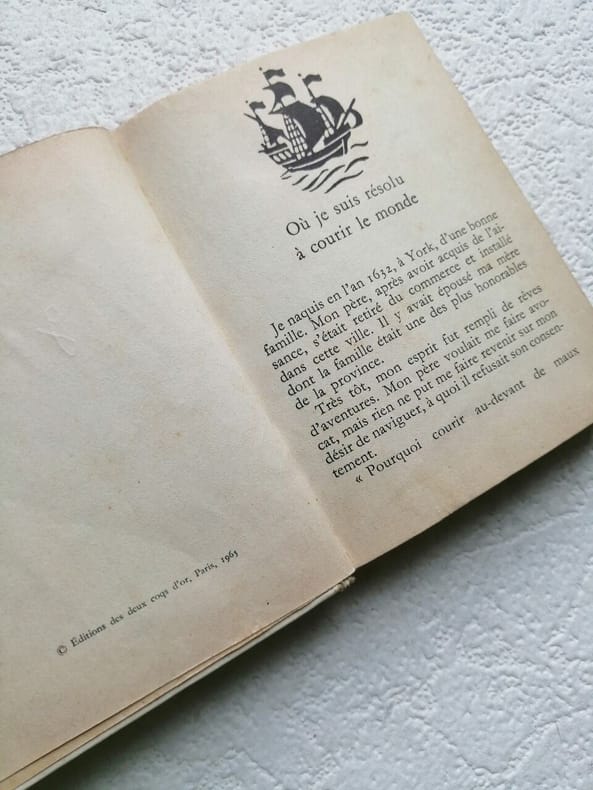 © Éditions des deux coqs d'or, Paris, 1965
Où je suis résolu
à courir le monde
Je naquis en l'an 1632, à York, d'une bonne
famille. Mon père, après avoir acquis de l'ai-
sance, s'était retiré du commerce et installé
dans cette ville. Il y avait épousé ma mère
dont la famille était une des plus honorables
de la province.
Très tôt, mon esprit fut rempli de rêves
d'aventures. Mon père voulait me faire avo-
cat, mais rien ne put me faire revenir sur mon
désir de naviguer, à quoi il refusait son consen-
tement.
« Pourquoi courir au-devant de maux